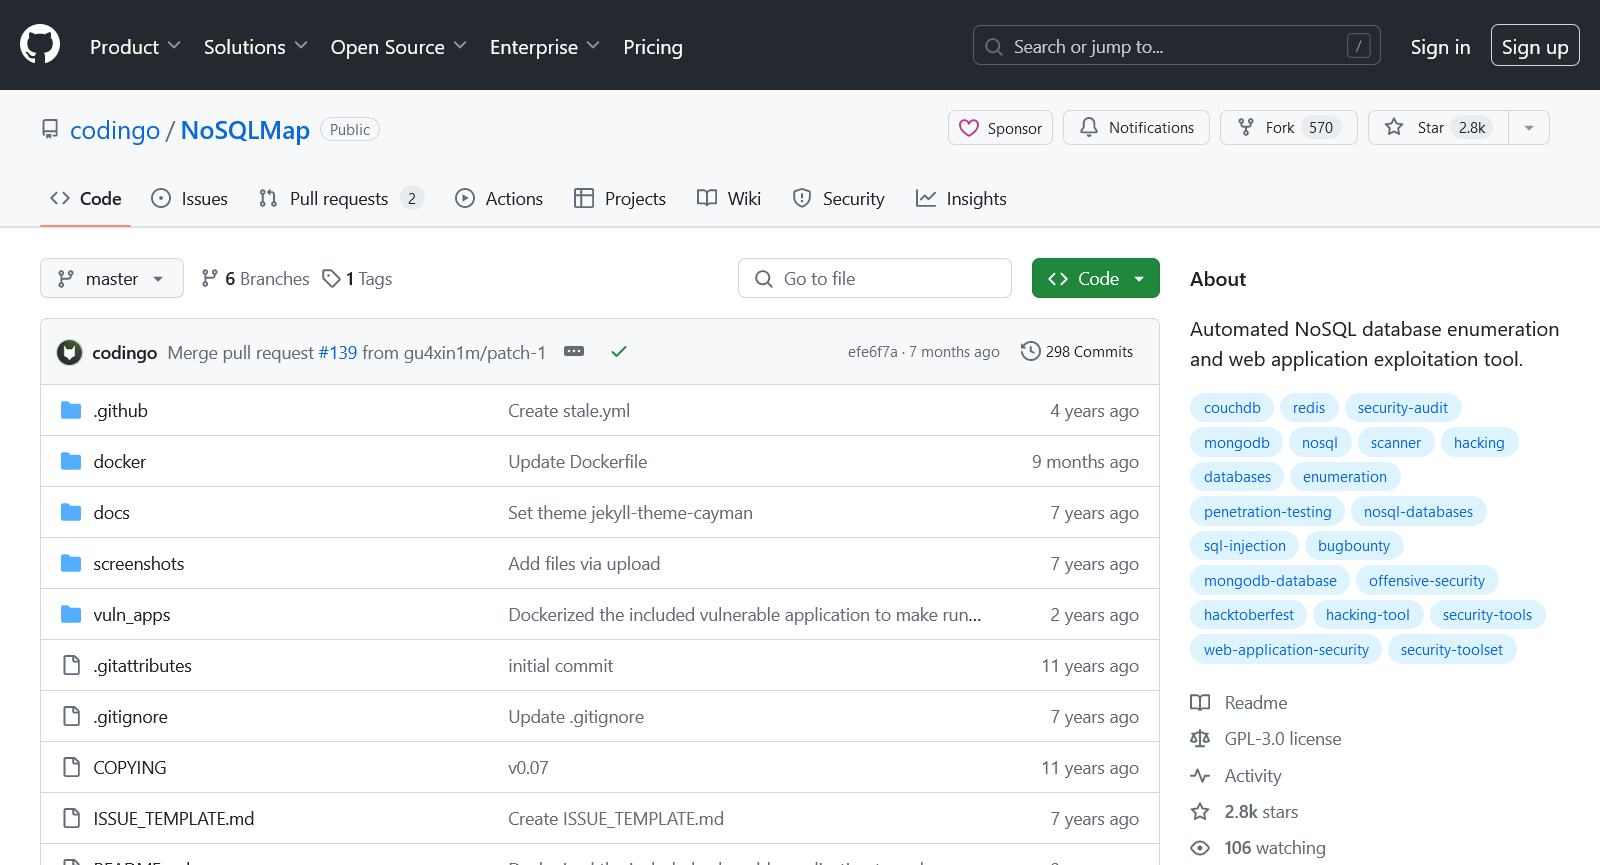 Product Solutions Open Source Enterprise Pricing Search or jump to... / Sign in Sign up
codingo / NoSQLMap Public Sponsor Notifications Fork 570 Star 2.8k
Code Issues Pull requests 2 Actions Projects Wiki Security Insights
master 6 Branches 1 Tags Go to file Code
codingo Merge pull request #139 from gu4xin1m/patch-1 efe6f7a · 7 months ago 298 Commits
.github Create stale.yml 4 years ago
docker Update Dockerfile 9 months ago
docs Set theme jekyll-theme-cayman 7 years ago
screenshots Add files via upload 7 years ago
vuln_apps Dockerized the included vulnerable application to make run... 2 years ago
.gitattributes initial commit 11 years ago
.gitignore Update .gitignore 7 years ago
COPYING v0.07 11 years ago
ISSUE_TEMPLATE.md Create ISSUE_TEMPLATE.md 7 years ago
About
Automated NoSQL database enumeration
and web application exploitation tool.
couchdb redis security-audit
mongodb nosql scanner hacking
databases enumeration
penetration-testing nosql-databases
sql-injection bugbounty
mongodb-database offensive-security
hacktoberfest hacking-tool security-tools
web-application-security security-toolset
Readme
GPL-3.0 license
Activity
2.8k stars
106 watching